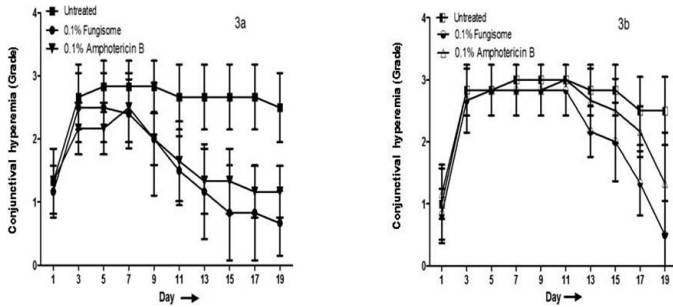 Untreated
0.1% Fungisome
0.1% Amphotericin B
3a
Conjunctival hyperemia (Grade)
4
3
2
1
0
1 3 5 7 9 11 13 15 17 19
Day
Untreated
0.1% Fungisome
0.1% Amphotericin B
3b
Conjunctival hyperemia (Grade)
4
3
2
1
0
1 3 5 7 9 11 13 15 17 19
Day